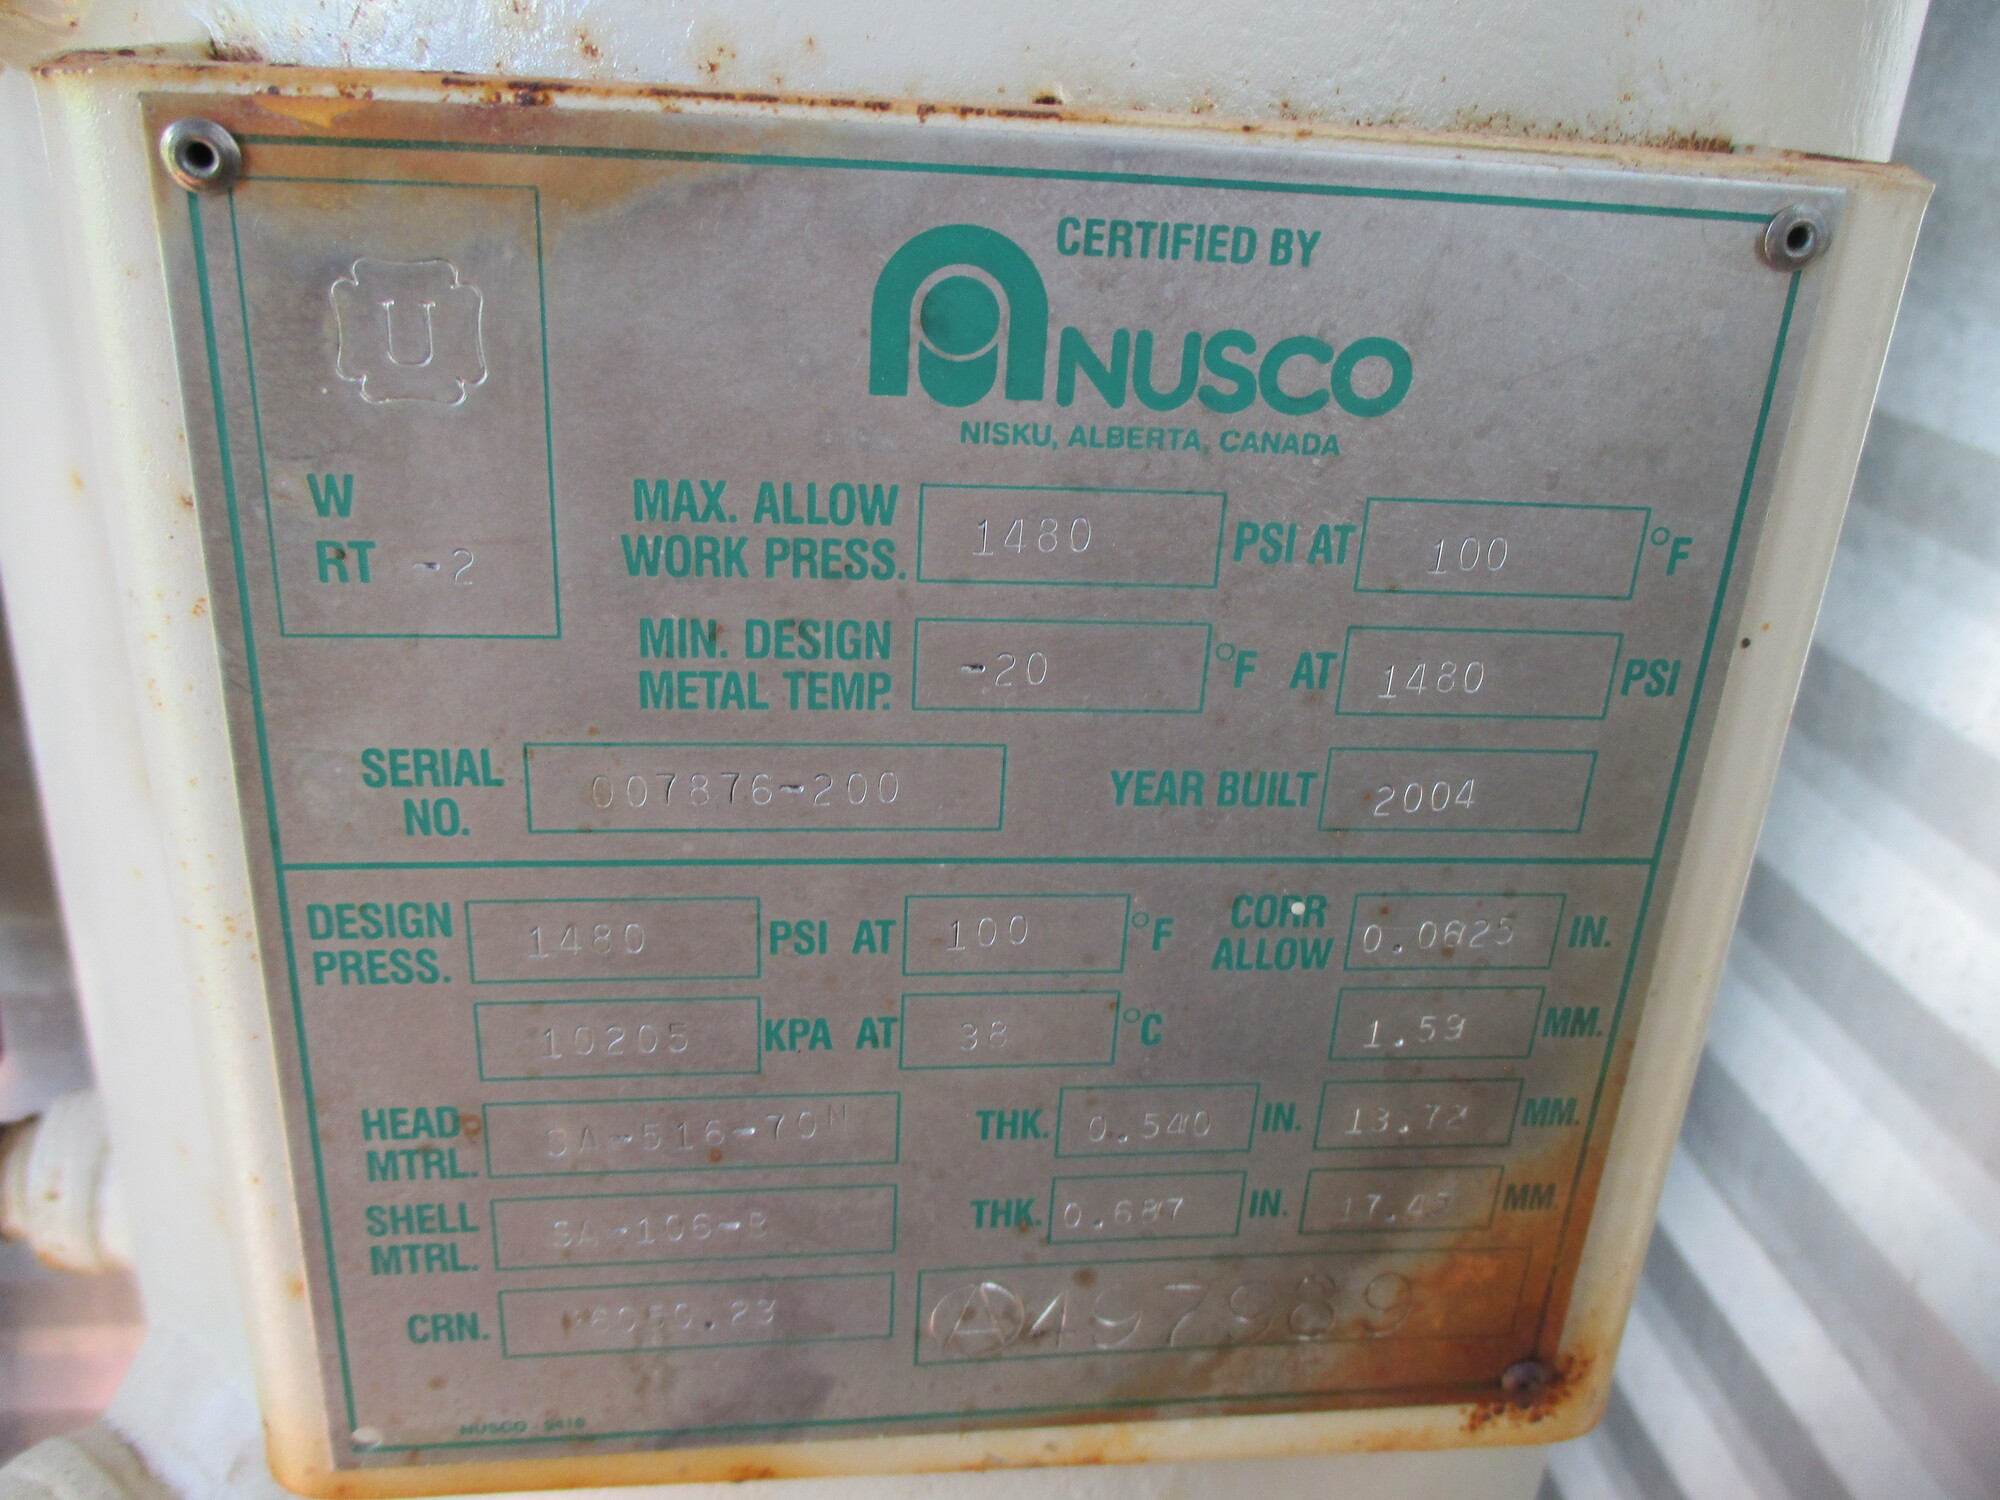 U
W
RT -2
CERTIFIED BY
NUSCO
NISKU, ALBERTA, CANADA
MAX. ALLOW
WORK PRESS. 1480 PSI AT 100 °F
MIN. DESIGN
METAL TEMP. -20 °F AT 1480 PSI
SERIAL
NO. 007876-200 YEAR BUILT 2004
DESIGN
PRESS. 1480 PSI AT 100 °F CORR
ALLOW 0.0625 IN.
10205 KPA AT 38 °C 1.59 MM.
HEAD
MTRL. SA-516-70N THK. 0.540 IN. 13.72 MM.
SHELL
MTRL. SA-106-B THK. 0.687 IN. MM.
CRN.
A 497989
NUSCO